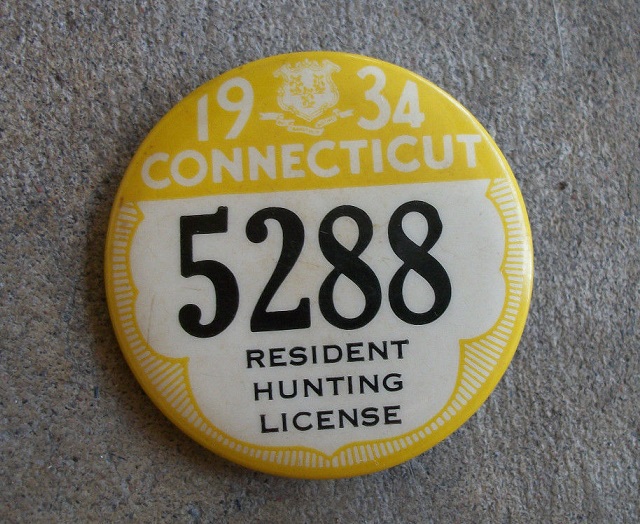 19 34
CONNECTICUT
5288
RESIDENT
HUNTING
LICENSE